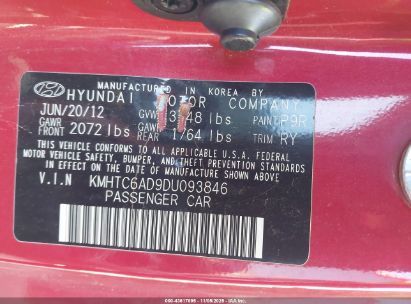 MANUFACTURED IN KOREA BY
HYUNDAI MOTOR COMPANY
JUN/20/12 GVWR 48 lbs PAINT P9R
GAWR FRONT 2072 lbs GAWR REAR 1764 lbs TRIM RY
THIS VEHICLE CONFORMS TO ALL APPLICABLE U.S.A. FEDERAL
MOTOR VEHICLE SAFETY, BUMPER, AND THEFT PREVENTION STANDARDS
IN EFFECT ON THE DATE OF MANUFACTURE SHOWN ABOVE.
V.I.N KMHTC6AD9DU093846
PASSENGER CAR